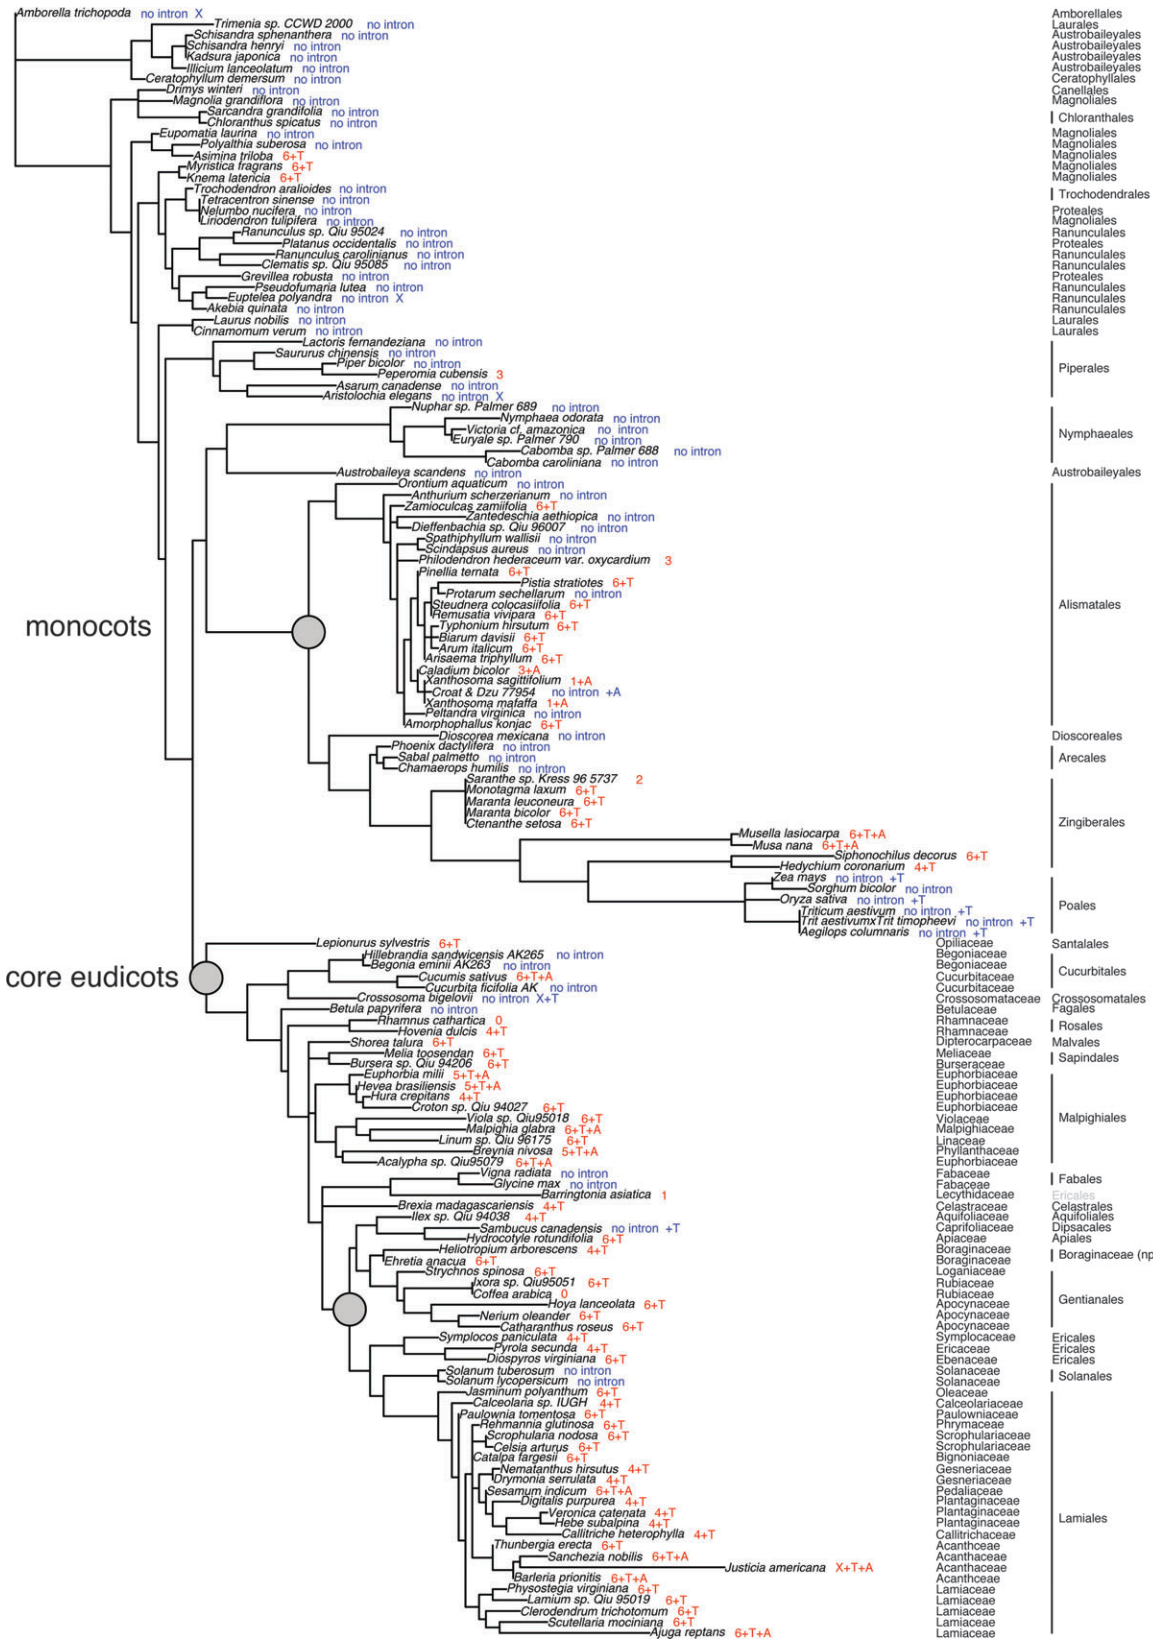 Amborella trichopoda no intron X Amborellales
Trimenia sp. CCWD 2000 no intron Laurales
Schisandra sphenanthera no intron Austrobaileyales
Schisandra henryi no intron Austrobaileyales
Kadsura japonica no intron Austrobaileyales
Illicium lanceolatum no intron Austrobaileyales
Ceratophyllum demersum no intron Ceratophyllales
Drimys winteri no intron Canellales
Magnolia grandiflora no intron Magnoliales
Sarcandra grandifolia no intron
Chloranthus spicatus no intron Chloranthales
Eupomatia laurina no intron Magnoliales
Polyalthia suberosa no intron Magnoliales
Asimina triloba 6+T Magnoliales
Myristica fragrans 6+T Magnoliales
Knema latericia 6+T Magnoliales
Trochodendron aralioides no intron
Tetracentron sinense no intron Trochodendrales
Nelumbo nucifera no intron Proteales
Liriodendron tulipifera no intron Magnoliales
Ranunculus sp. Qiu 95024 no intron Ranunculales
Platanus occidentalis no intron Proteales
Ranunculus carolinianus no intron Ranunculales
Clematis sp. Qiu 95085 no intron Ranunculales
Grevillea robusta no intron Proteales
Pseudofumaria lutea no intron Ranunculales
Euptelea polyandra no intron X Ranunculales
Akebia quinata no intron Ranunculales
Laurus nobilis no intron Laurales
Cinnamomum verum no intron Laurales
Lactoris fernandeziana no intron
Saururus chinensis no intron
Piper bicolor no intron
Peperomia cubensis 3 Piperales
Asarum canadense no intron
Aristolochia elegans no intron X
Nuphar sp. Palmer 689 no intron
Nymphaea odorata no intron
Victoria cf. amazonica no intron
Euryale sp. Palmer 790 no intron Nymphaeales
Cabomba sp. Palmer 688 no intron
Cabomba caroliniana no intron
Austrobaileya scandens no intron Austrobaileyales
Orontium aquaticum no intron
Anthurium scherzerianum no intron
Zamioculcas zamiifolia 6+T
Zantedeschia aethiopica no intron
Dieffenbachia sp. Qiu 96007 no intron
Spathiphyllum wallisii no intron
Scindapsus aureus no intron
Philodendron hederaceum var. oxycardium 3
Pinellia ternata 6+T
Pistia stratiotes 6+T
Protarum sechellarum no intron
Steudnera colocasiifolia 6+T Alismatales
Remusatia vivipara 6+T
Typhonium hirsutum 6+T
monocots
Biarum davisii 6+T
Arum italicum 6+T
Arisaema triphyllum 6+T
Caladium bicolor 3+A
Xanthosoma sagittifolium 1+A
Croat & Dzu 77954 no intron +A
Xanthosoma mafaffa 1+A
Peltandra virginica no intron
Amorphophallus konjac 6+T
Dioscorea mexicana no intron Dioscoreales
Phoenix dactylifera no intron
Sabal palmetto no intron Arecales
Chamaerops humilis no intron
Saranthe sp. Kress 96 5737 2
Monotagma laxum 6+T
Maranta leuconeura 6+T
Maranta bicolor 6+T
Ctenanthe setosa 6+T Zingiberales
Musella lasiocarpa 6+T+A
Musa nana 6+T+A
Siphonochilus decorus 6+T
Hedychium coronarium 4+T
Zea mays no intron +T
Sorghum bicolor no intron
Oryza sativa no intron +T Poales
Triticum aestivum no intron +T
Trit aestivumxTrit timopheevi no intron +T
Aegilops columnaris no intron +T
Lepionurus sylvestris 6+T Opiliaceae Santalales
Hillebrandia sandwicensis AK265 no intron Begoniaceae
Begonia eminii AK263 no intron Begoniaceae Cucurbitales
core eudicots
Cucumis sativus 6+T+A Cucurbitaceae
Cucurbita ficifolia AK no intron Cucurbitaceae
Crossosoma bigelovii no intron X+T Crossosomataceae Crossosomatales
Betula papyrifera no intron Betulaceae Fagales
Rhamnus cathartica 0 Rhamnaceae Rosales
Hovenia dulcis 4+T Rhamnaceae
Shorea talura 6+T Dipterocarpaceae Malvales
Melia toosendan 6+T Meliaceae Sapindales
Bursera sp. Qiu 94206 6+T Burseraceae
Euphorbia milii 5+T+A Euphorbiaceae
Hevea brasiliensis 5+T+A Euphorbiaceae
Hura crepitans 4+T Euphorbiaceae
Croton sp. Qiu 94027 6+T Euphorbiaceae
Viola sp. Qiu95018 6+T Violaceae Malpighiales
Malpighia glabra 6+T+A Malpighiaceae
Linum sp. Qiu 96175 6+T Linaceae
Breynia nivosa 5+T+A Phyllanthaceae
Acalypha sp. Qiu95079 6+T+A Euphorbiaceae
Vigna radiata no intron Fabaceae Fabales
Glycine max no intron Fabaceae
Barringtonia asiatica 1 Lecythidaceae Ericales
Brexia madagascariensis 4+T Celastraceae Celastrales
Ilex sp. Qiu 94038 4+T Aquifoliaceae Aquifoliales
Sambucus canadensis no intron +T Caprifoliaceae Dipsacales
Hydrocotyle rotundifolia 6+T Apiaceae Apiales
Heliotropium arborescens 4+T Boraginaceae Boraginaceae (np
Ehretia anacua 6+T Boraginaceae
Strychnos spinosa 6+T Loganiaceae
Ixora sp. Qiu95051 6+T Rubiaceae
Coffea arabica 0 Rubiaceae Gentianales
Hoya lanceolata 6+T Apocynaceae
Nerium oleander 6+T Apocynaceae
Catharanthus roseus 6+T Apocynaceae
Symplocos paniculata 4+T Symplocaceae Ericales
Pyrola secunda 4+T Ericaceae Ericales
Diospyros virginiana 6+T Ebenaceae Ericales
Solanum tuberosum no intron Solanaceae Solanales
Solanum lycopersicum no intron Solanaceae
Jasminum polyanthum 6+T Oleaceae
Calceolaria sp. IUGH 4+T Calceolariaceae
Paulownia tomentosa 6+T Paulowniaceae
Rehmannia glutinosa 6+T Phrymaceae
Scrophularia nodosa 6+T Scrophulariaceae
Celsia arturus 6+T Scrophulariaceae
Catalpa fargesii 6+T Bignoniaceae
Nematanthus hirsutus 4+T Gesneriaceae
Drymonia serrulata 4+T Gesneriaceae
Sesamum indicum 6+T+A Pedaliaceae
Digitalis purpurea 4+T Plantaginaceae
Veronica catenata 4+T Plantaginaceae
Hebe subalpina 4+T Plantaginaceae Lamiales
Callitriche heterophylla 4+T Callitrichaceae
Thunbergia erecta 6+T Acanthceae
Sanchezia nobilis 6+T+A Acanthaceae
Justicia americana X+T+A Acanthaceae
Barleria prionitis 6+T+A Acanthceae
Physostegia virginiana 6+T Lamiaceae
Lamium sp. Qiu 95019 6+T Lamiaceae
Clerodendrum trichotomum 6+T Lamiaceae
Scutellaria mociniana 6+T Lamiaceae
Ajuga reptans 6+T+A Lamiaceae